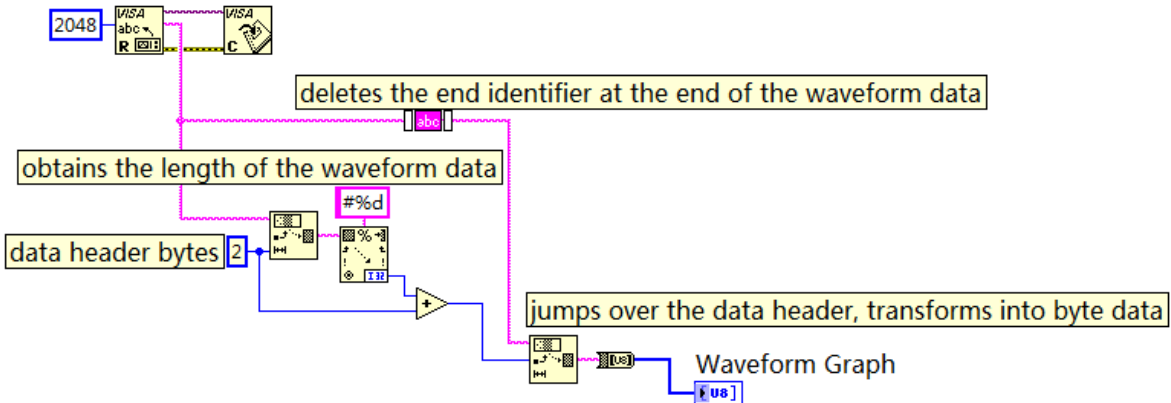 VISA
VISA
2048
abc
R
C
deletes the end identifier at the end of the waveform data
abc
obtains the length of the waveform data
#%d
%
data header bytes
2
I32
+
jumps over the data header, transforms into byte data
[U8]
Waveform Graph
[U8]